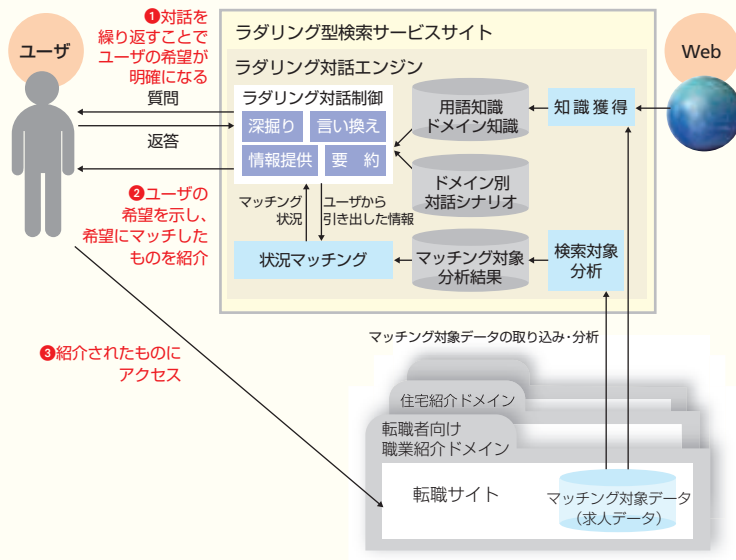 ユーザ
❶対話を
繰り返すことで
ユーザの希望が
明確になる
質問
返答
❷ユーザの
希望を示し、
希望にマッチした
ものを紹介
❸紹介されたものに
アクセス
ラダリング型検索サービスサイト
ラダリング対話エンジン
ラダリング対話制御
深掘り
言い換え
情報提供
要 約
マッチング
状況
ユーザから
引き出した情報
状況マッチング
用語知識
ドメイン知識
ドメイン別
対話シナリオ
マッチング対象
分析結果
知識獲得
検索対象
分析
Web
マッチング対象データの取り込み・分析
住宅紹介ドメイン
転職者向け
職業紹介ドメイン
転職サイト
マッチング対象データ
（求人データ）